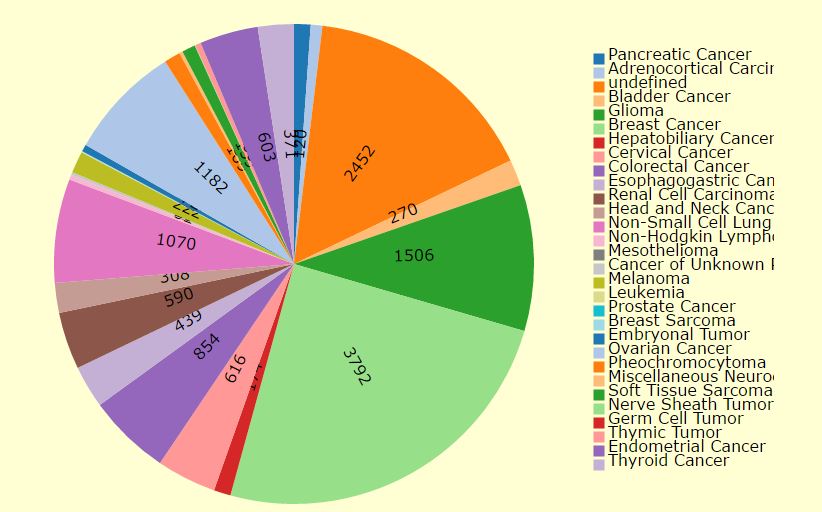 2452
270
1506
3792
616
854
439
590
308
1070
222
1182
603
371
Pancreatic Cancer
Adrenocortical Carcir
undefined
Bladder Cancer
Glioma
Breast Cancer
Hepatobiliary Cancer
Cervical Cancer
Colorectal Cancer
Esophagogastric Can
Renal Cell Carcinoma
Head and Neck Canc
Non-Small Cell Lung
Non-Hodgkin Lympho
Mesothelioma
Cancer of Unknown P
Melanoma
Leukemia
Prostate Cancer
Breast Sarcoma
Embryonal Tumor
Ovarian Cancer
Pheochromocytoma
Miscellaneous Neuro
Soft Tissue Sarcoma
Nerve Sheath Tumor
Germ Cell Tumor
Thymic Tumor
Endometrial Cancer
Thyroid Cancer